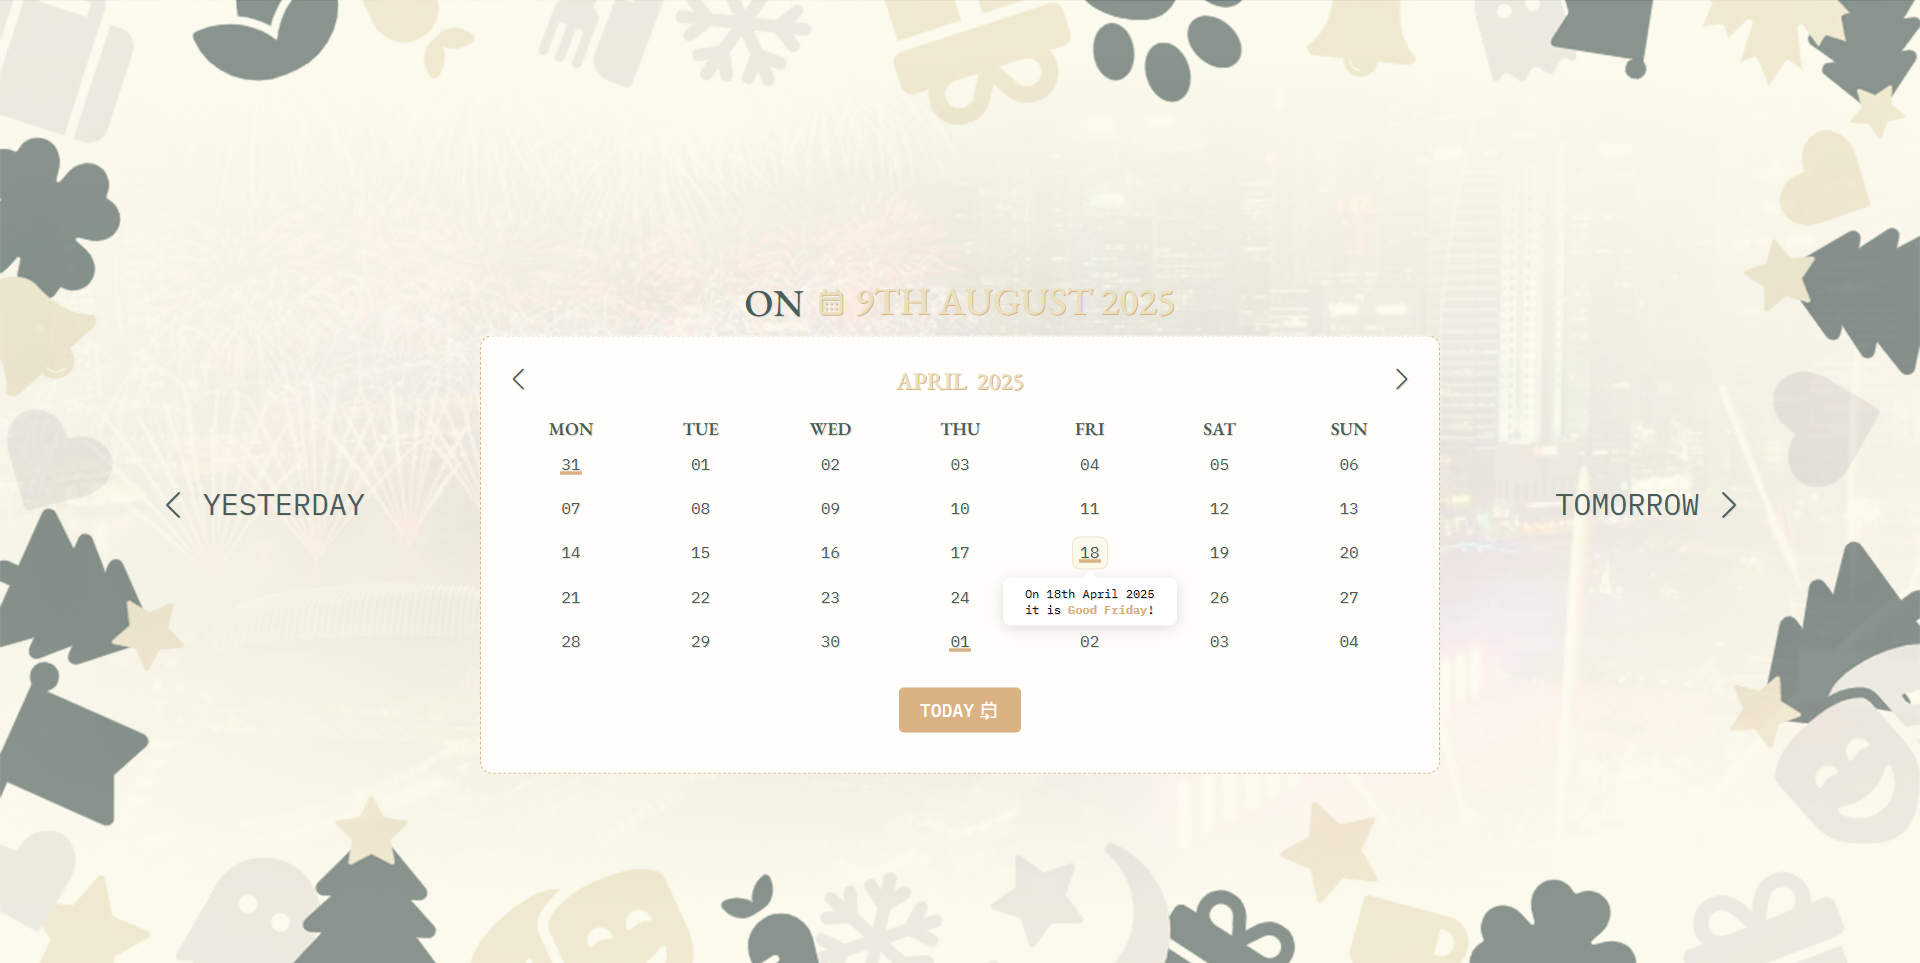 ON 9TH AUGUST 2025
APRIL 2025
MON TUE WED THU FRI SAT SUN
31 01 02 03 04 05 06
07 08 09 10 11 12 13
YESTERDAY
TOMORROW
14 15 16 17 18 19 20
On 18th April 2025
it is Good Friday!
21 22 23 24 26 27
28 29 30 01 02 03 04
TODAY